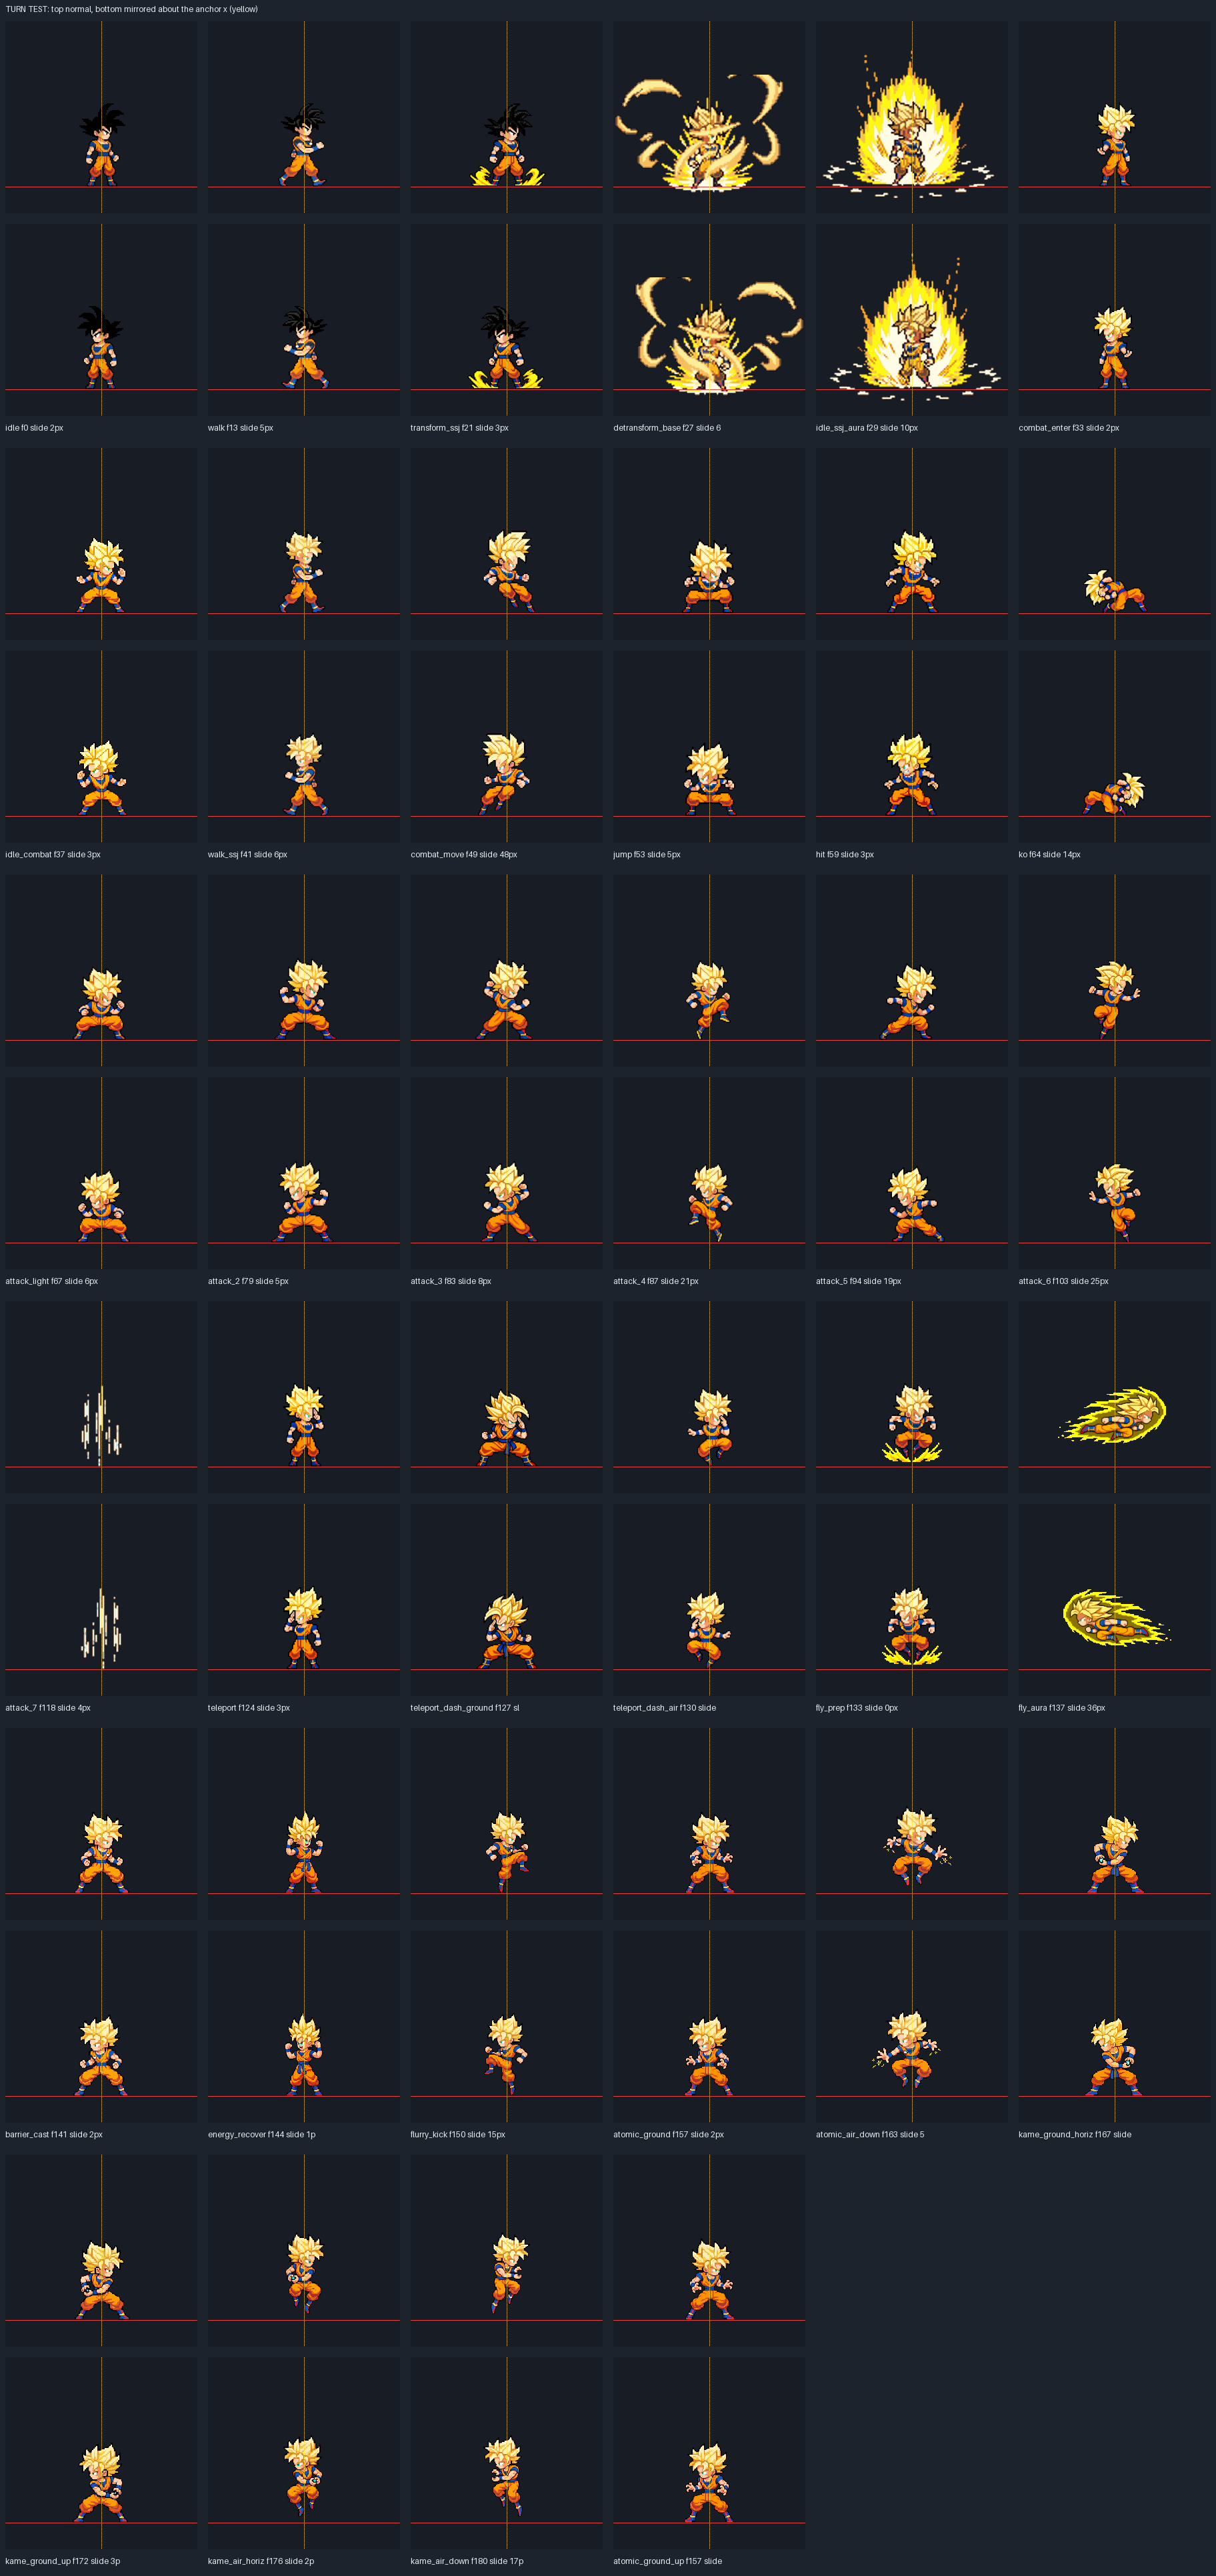 TURN TEST: top normal, bottom mirrored about the anchor x (yellow)
idle f0 slide 2px
walk f13 slide 5px
transform_ssj f21 slide 3px
detransform_base f27 slide 6
idle_ssj_aura f29 slide 10px
combat_enter f33 slide 2px
idle_combat f37 slide 3px
walk_ssj f41 slide 6px
combat_move f49 slide 48px
jump f53 slide 5px
hit f59 slide 3px
ko f64 slide 14px
attack_light f67 slide 6px
attack_2 f79 slide 5px
attack_3 f83 slide 8px
attack_4 f87 slide 21px
attack_5 f94 slide 19px
attack_6 f103 slide 25px
attack_7 f118 slide 4px
teleport f124 slide 3px
teleport_dash_ground f127 sl
teleport_dash_air f130 slide
fly_prep f133 slide 0px
fly_aura f137 slide 36px
barrier_cast f141 slide 2px
energy_recover f144 slide 1p
flurry_kick f150 slide 15px
atomic_ground f157 slide 2px
atomic_air_down f163 slide 5
kame_ground_horiz f167 slide
kame_ground_up f172 slide 3p
kame_air_horiz f176 slide 2p
kame_air_down f180 slide 17p
atomic_ground_up f157 slide